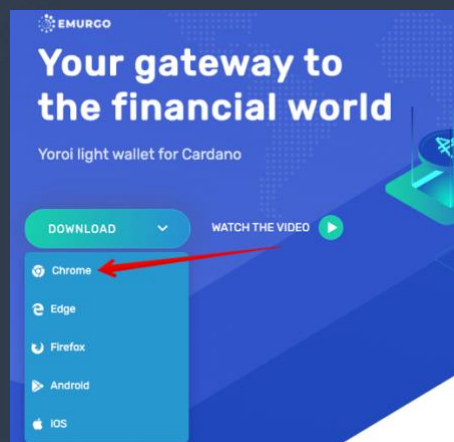 EMURGO
Your gateway to
the financial world
Yoroi light wallet for Cardano
DOWNLOAD
WATCH THE VIDEO
Chrome
Edge
Firefox
Android
IOS